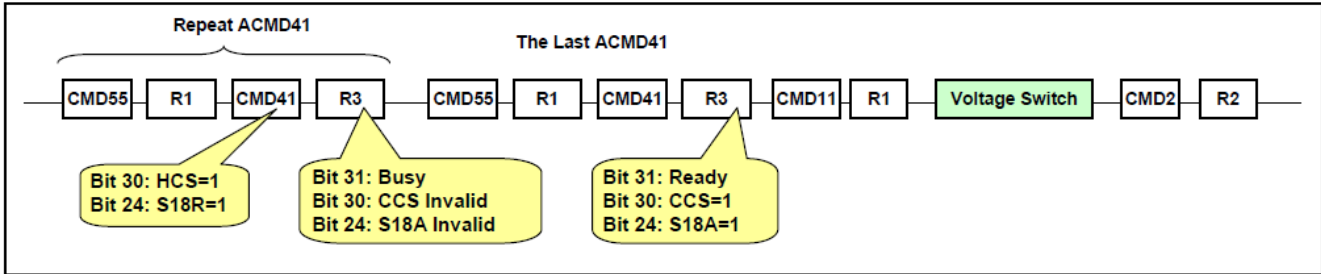 Repeat ACMD41
The Last ACMD41
CMD55 R1 CMD41 R3 CMD55 R1 CMD41 R3 CMD11 R1 Voltage Switch CMD2 R2
Bit 30: HCS=1
Bit 24: S18R=1
Bit 31: Busy
Bit 30: CCS Invalid
Bit 24: S18A Invalid
Bit 31: Ready
Bit 30: CCS=1
Bit 24: S18A=1